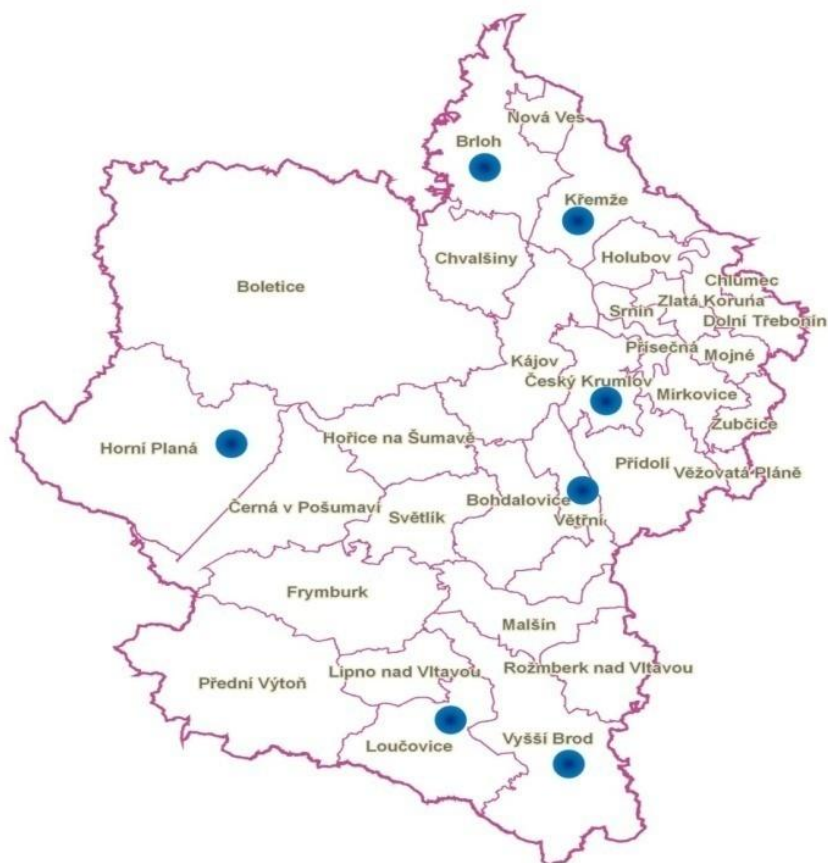 Nová Ves
Brloh
Křemže
Chvalšiny
Holubov
Boletice
Chlumec
Zlatá Koruna
Srnín
Dolní Třebonín
Přísečná
Mojné
Kájov
Český Krumlov
Mirkovice
Zubčice
Horní Planá
Hořice na Šumavě
Přídolí
Věžovatá Pláně
Bohdalovice
Černá v Pošumaví
Světlík
Větřní
Frymburk
Malšín
Lipno nad Vltavou
Rožmberk nad Vltavou
Přední Výtoň
Loučovice
Vyšší Brod